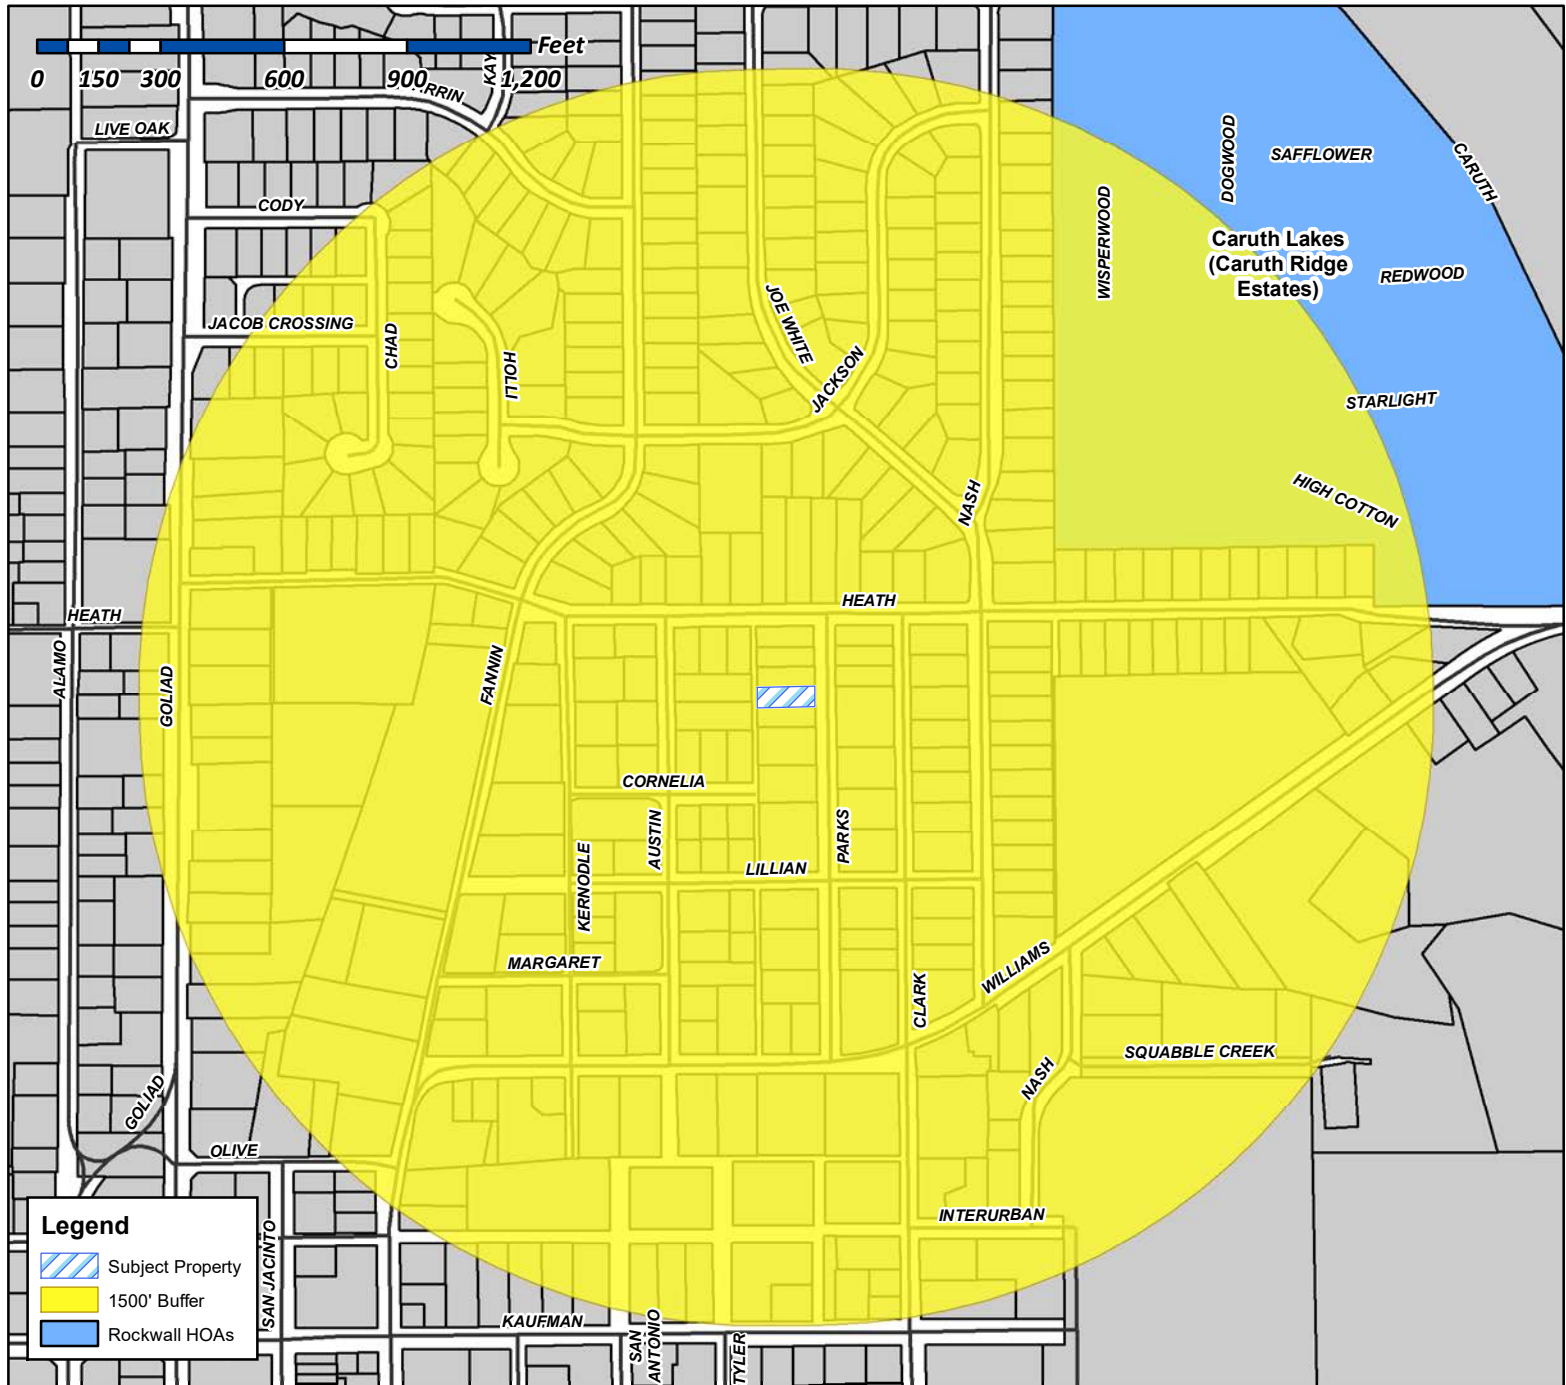 Feet
0 150 300 600 900 1,200
KAY
RRIN
LIVE OAK
DOGWOOD
SAFFLOWER
CARUTH
CODY
WISPERWOOD
Caruth Lakes
(Caruth Ridge
Estates)
REDWOOD
JACOB CROSSING
CHAD
HOLLI
JOE WHITE
JACKSON
STARLIGHT
NASH
HIGH COTTON
HEATH
HEATH
ALAMO
GOLIAD
FANNIN
CORNELIA
AUSTIN
PARKS
KERNODLE
LILLIAN
MARGARET
WILLIAMS
CLARK
SQUABBLE CREEK
NASH
GOLIAD
OLIVE
INTERURBAN
SAN JACINTO
KAUFMAN
SAN
ANTONIO
TYLER
Legend
Subject Property
1500' Buffer
Rockwall HOAs